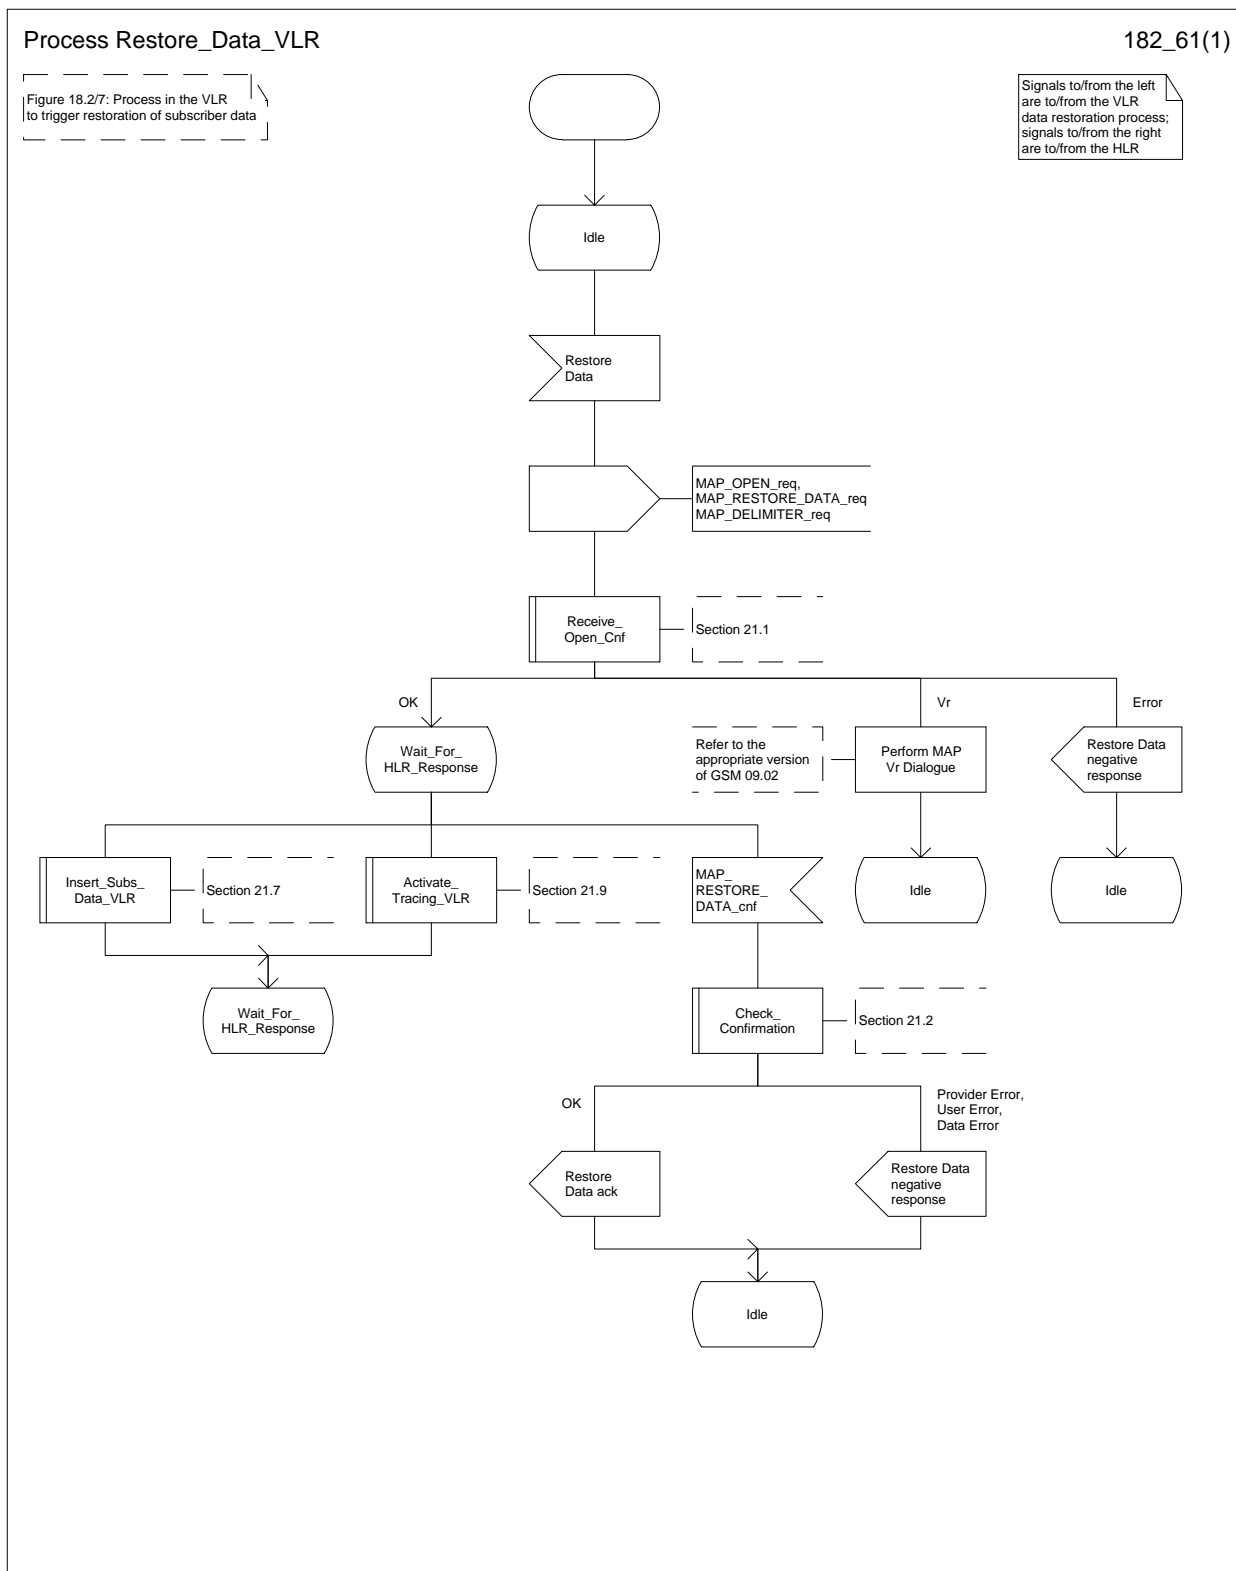 Process Restore_Data_VLR
182_61(1)
Figure 18.2/7: Process in the VLR
to trigger restoration of subscriber data
Signals to/from the left
are to/from the VLR
data restoration process;
signals to/from the right
are to/from the HLR
Idle
Restore
Data
MAP_OPEN_req,
MAP_RESTORE_DATA_req
MAP_DELIMITER_req
Receive_
Open_Cnf
Section 21.1
OK
Vr
Error
Wait_For_
HLR_Response
Refer to the
appropriate version
of GSM 09.02
Perform MAP
Vr Dialogue
Restore Data
negative
response
Insert_Subs_
Data_VLR
Section 21.7
Activate_
Tracing_VLR
Section 21.9
MAP_
RESTORE_
DATA_cnf
Idle
Idle
Wait_For_
HLR_Response
Check_
Confirmation
Section 21.2
OK
Provider Error,
User Error,
Data Error
Restore
Data ack
Restore Data
negative
response
Idle